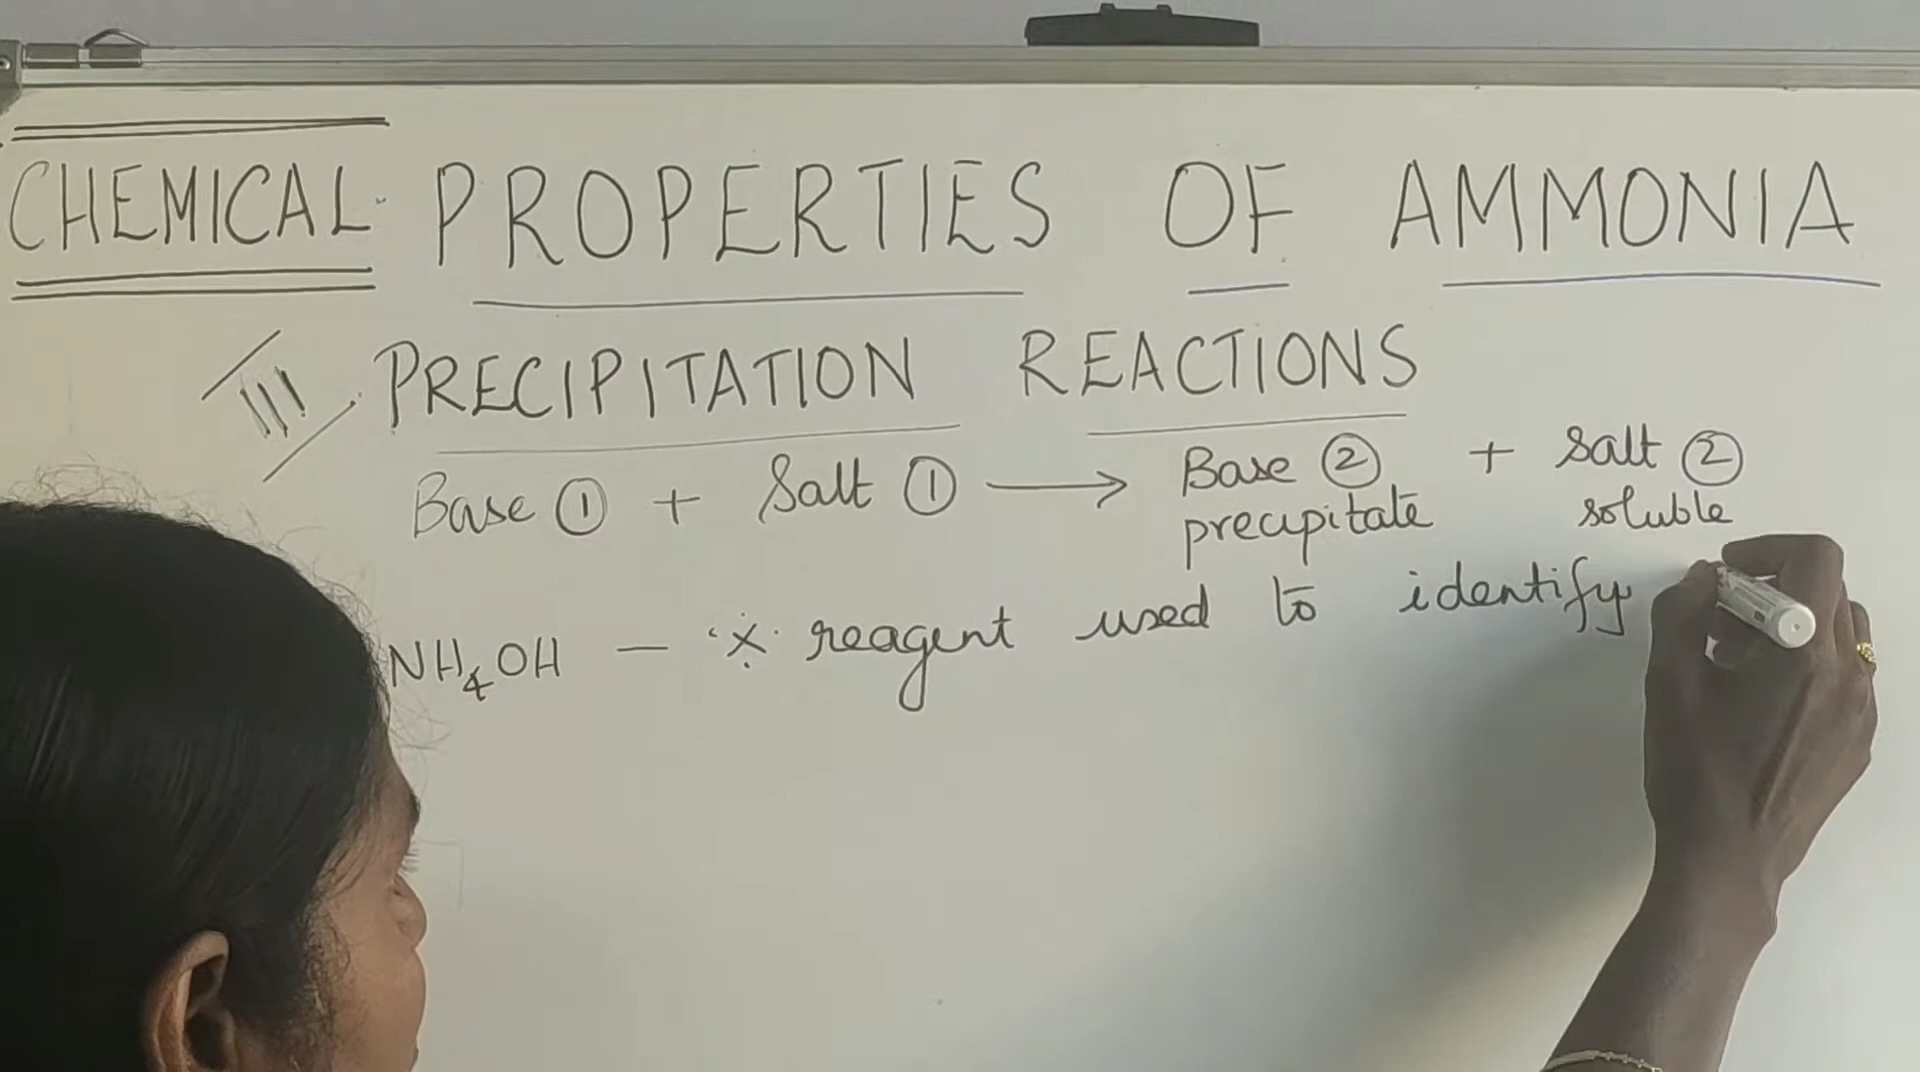 CHEMICAL PROPERTIES OF AMMONIA
III PRECIPITATION REACTIONS
Base ① + Salt ① ⟶ Base ② + Salt ②
precipitate soluble
NH₄OH — reagent used to identify